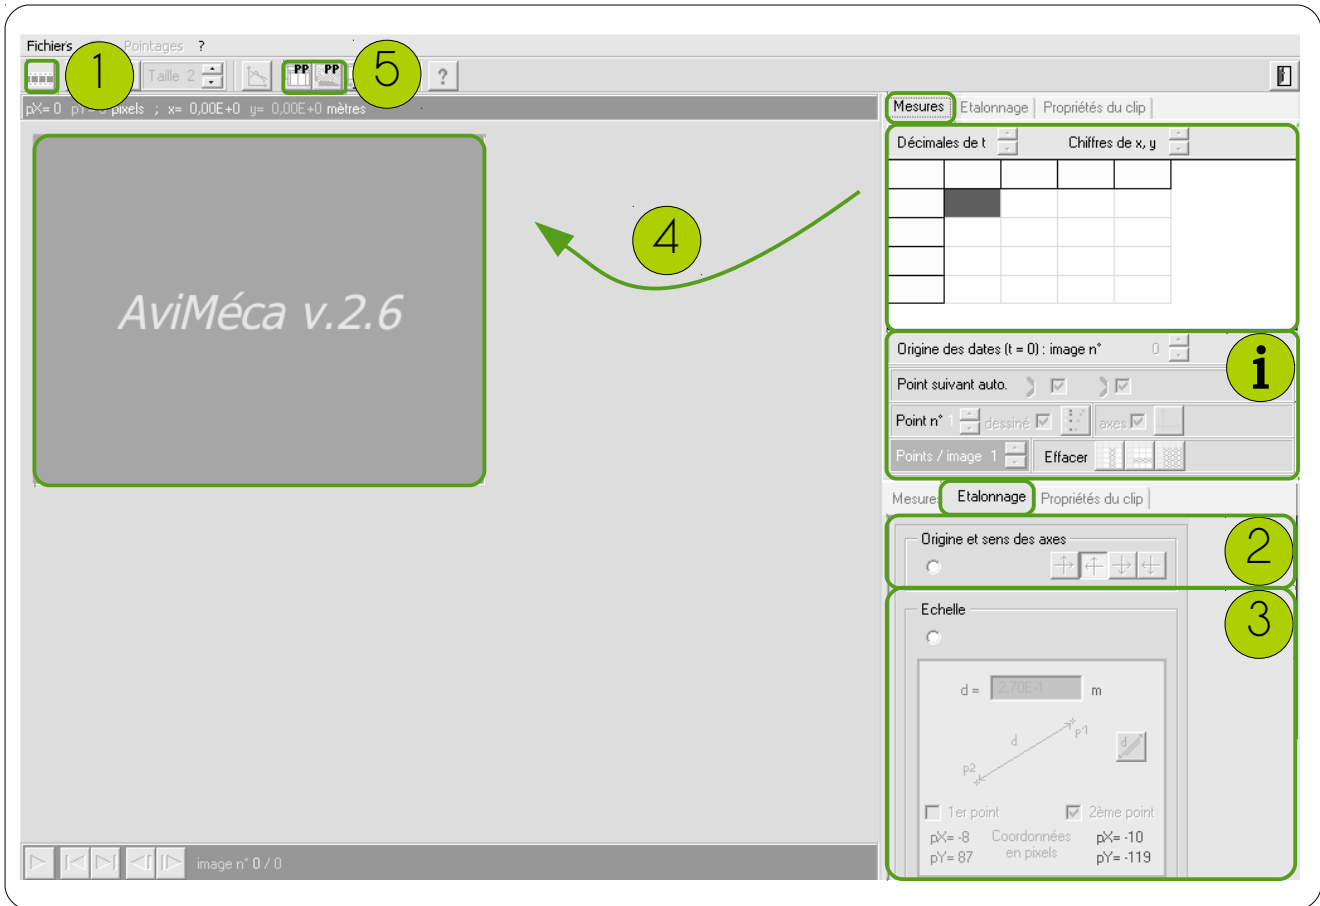 Fichiers Pointages ?
1
Taille 2
PP PP
5
?
pX= 0 pY= 0 pixels ; x= 0,00E+0 y= 0,00E+0 mètres
AviMéca v.2.6
4
image n° 0 / 0
Mesures Etalonnage Propriétés du clip
Décimales de t Chiffres de x, y
Origine des dates (t = 0) : image n° 0
i
Point suivant auto.
Point n° 1 dessiné axes
Points / image 1 Effacer
Mesures Etalonnage Propriétés du clip
Origine et sens des axes
2
Echelle
3
d = 2,70E-1 m
d
p1
d
p2
1er point 2ème point
pX= -8 Coordonnées pX= -10
pY= 87 en pixels pY= -119